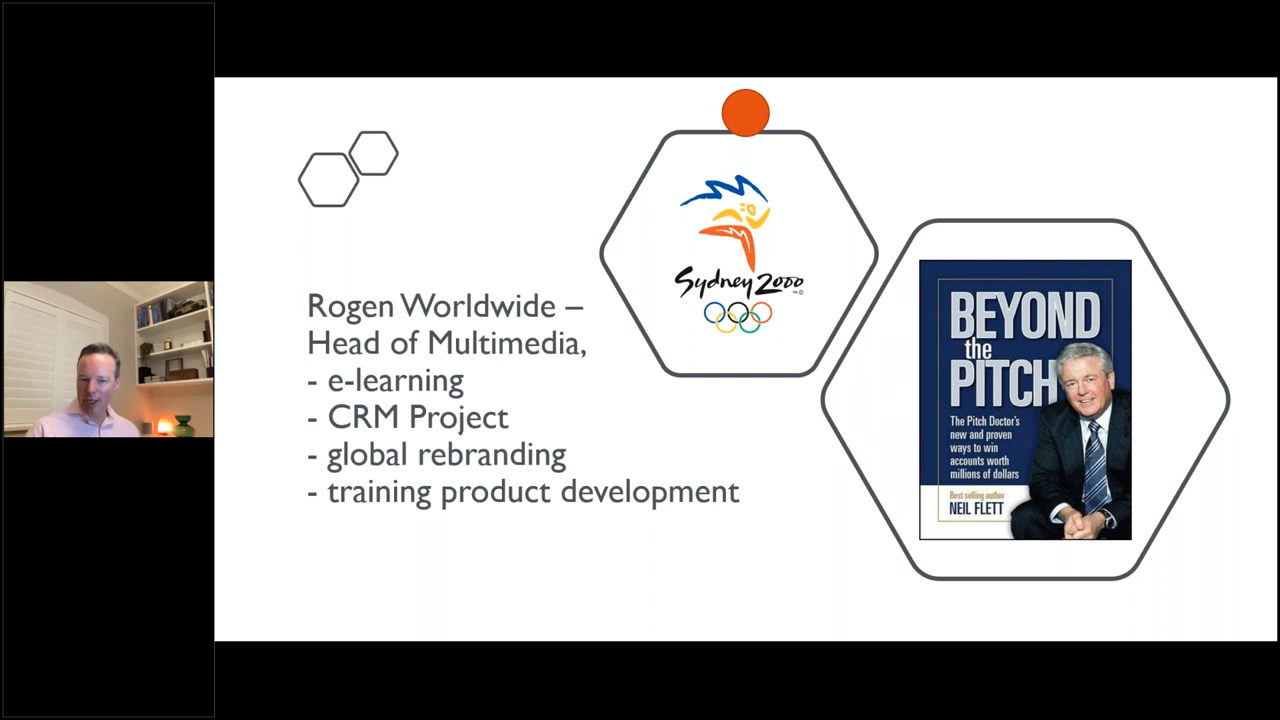 Rogen Worldwide –
Head of Multimedia,
- e-learning
- CRM Project
- global rebranding
- training product development
Sydney 2000
TM ©
BEYOND
the
PITCH
The Pitch Doctor's
new and proven
ways to win
accounts worth
millions of dollars
Best selling author
NEIL FLETT